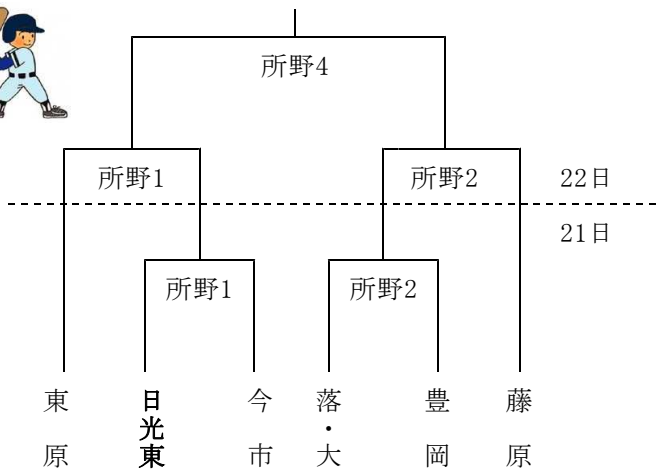 所野4
所野1
所野2
22日
21日
所野1
所野2
東原
日光東
今市
落・大
豊岡
藤原